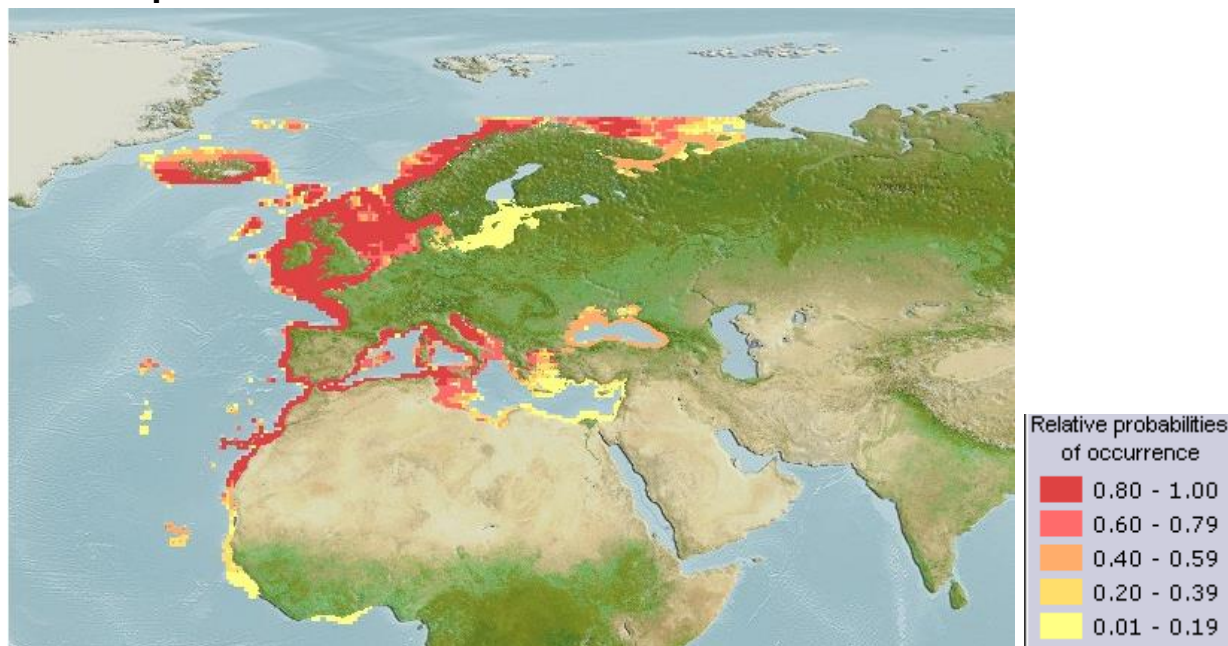 Relative probabilities
of occurrence
0.80 - 1.00
0.60 - 0.79
0.40 - 0.59
0.20 - 0.39
0.01 - 0.19